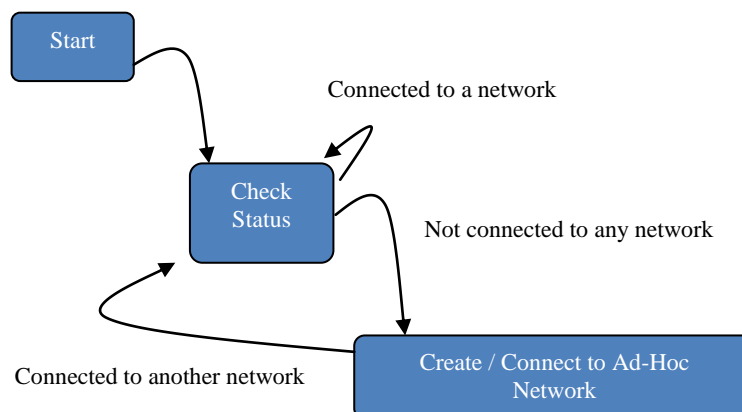 Start
Connected to a network
Check
Status
Not connected to any network
Create / Connect to Ad-Hoc
Network
Connected to another network